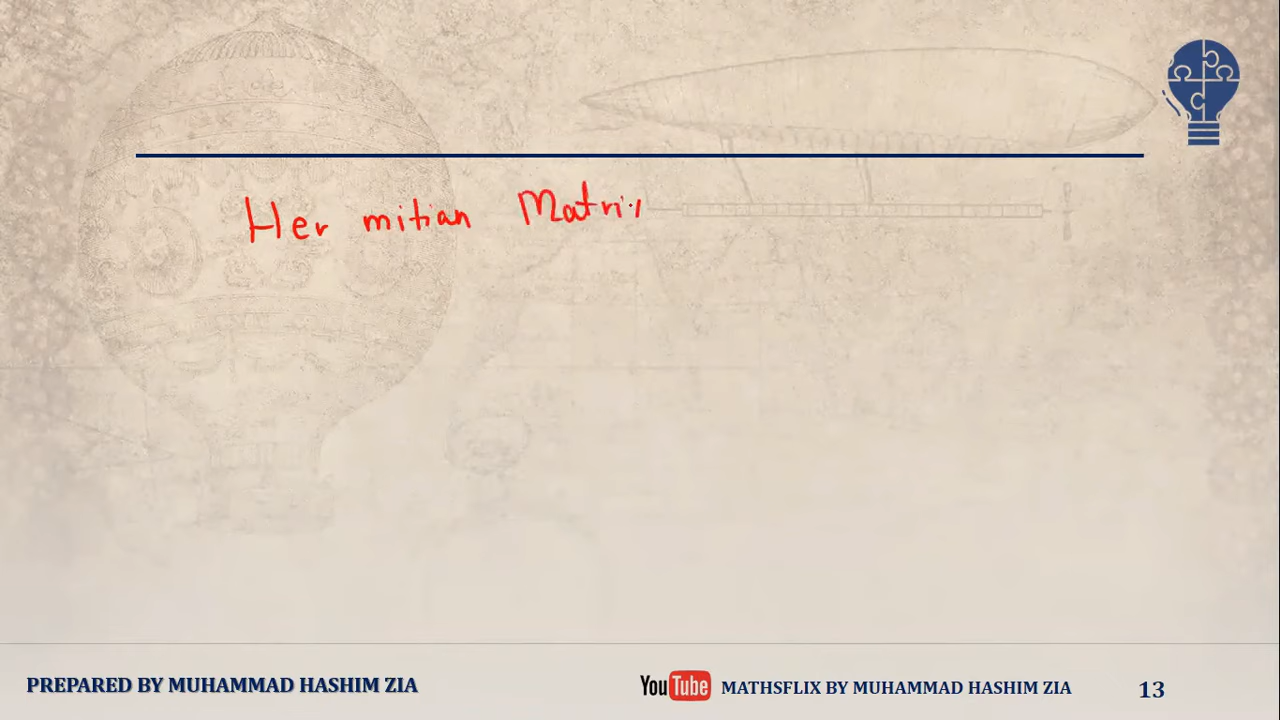 Her mitian Matri
PREPARED BY MUHAMMAD HASHIM ZIA
YouTube MATHSFLIX BY MUHAMMAD HASHIM ZIA 13